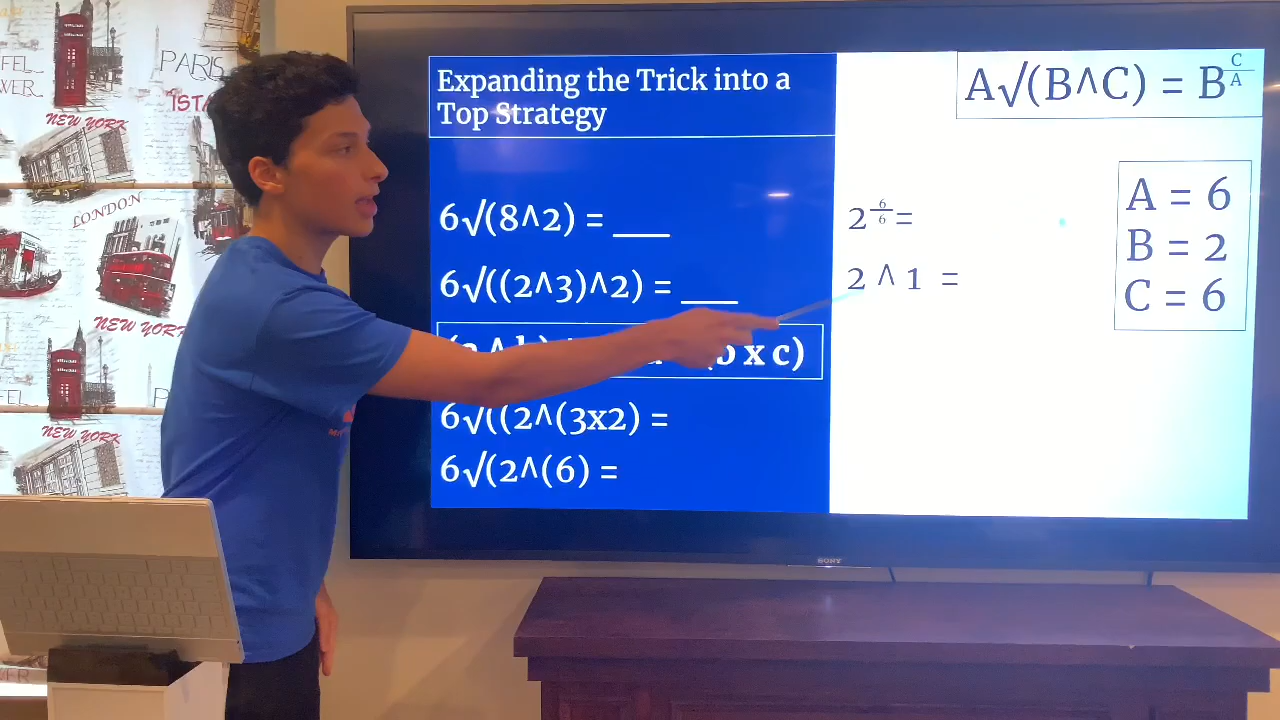 Expanding the Trick into a
Top Strategy
6√(8^2) = ___
6√((2^3)^2) = ___
b x c)
6√((2^(3x2) =
6√(2^(6) =
A√(B^C) = B^(C/A)
2^(6/6) =
2 ^ 1 =
A = 6
B = 2
C = 6
SONY
PARIS
NEW YORK
LONDON
NEW YORK
NEW YORK